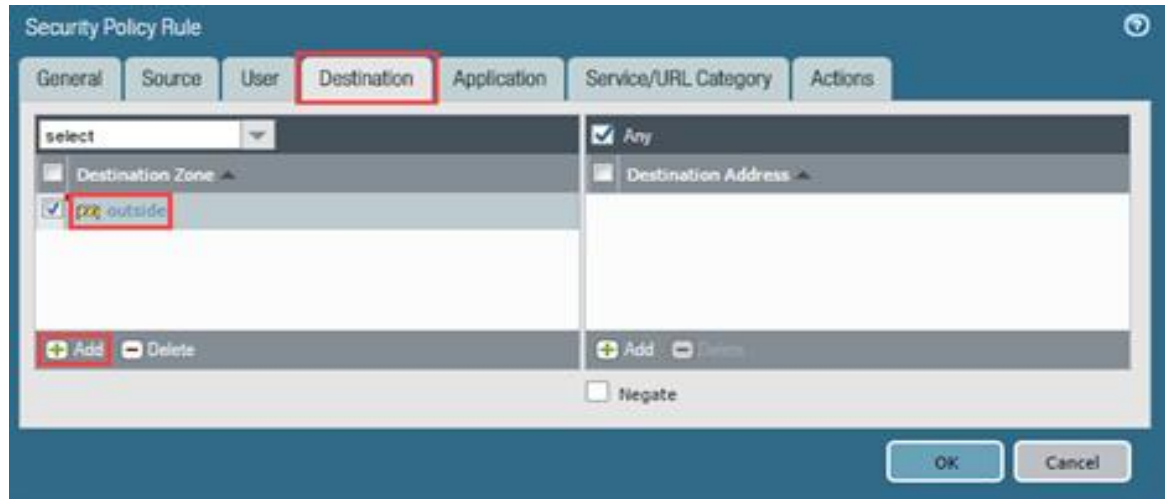 Security Policy Rule
General Source User Destination Application Service/URL Category Actions
select Any
Destination Zone Destination Address
outside
Add Delete Add Delete
Negate
OK Cancel